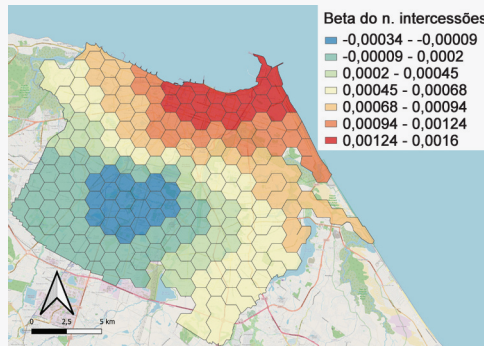 Beta do n. intercessões
-0,00034 - -0,00009
-0,00009 - 0,0002
0,0002 - 0,00045
0,00045 - 0,00068
0,00068 - 0,00094
0,00094 - 0,00124
0,00124 - 0,0016
0 2,5 5 km